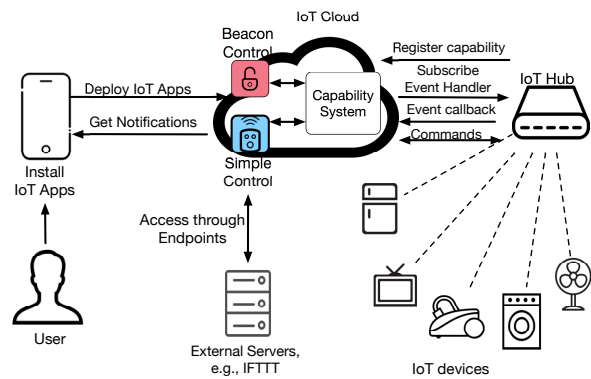 IoT Cloud
Beacon
Control
Register capability
Subscribe
Event Handler
IoT Hub
Deploy IoT Apps
Capability
System
Event callback
Get Notifications
Commands
Simple
Control
Install
IoT Apps
Access through
Endpoints
User
External Servers,
e.g., IFTTT
IoT devices